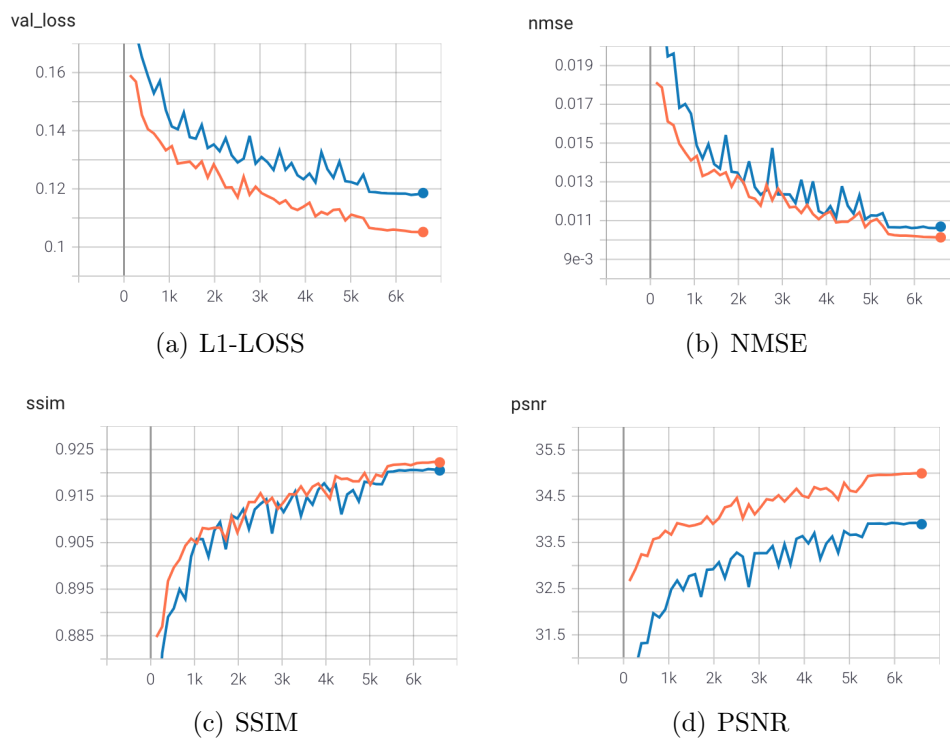 val_loss
0.16
0.14
0.12
0.1
0 1k 2k 3k 4k 5k 6k
(a) L1-LOSS
nmse
0.019
0.017
0.015
0.013
0.011
9e-3
0 1k 2k 3k 4k 5k 6k
(b) NMSE
ssim
0.925
0.915
0.905
0.895
0.885
0 1k 2k 3k 4k 5k 6k
(c) SSIM
psnr
35.5
34.5
33.5
32.5
31.5
0 1k 2k 3k 4k 5k 6k
(d) PSNR